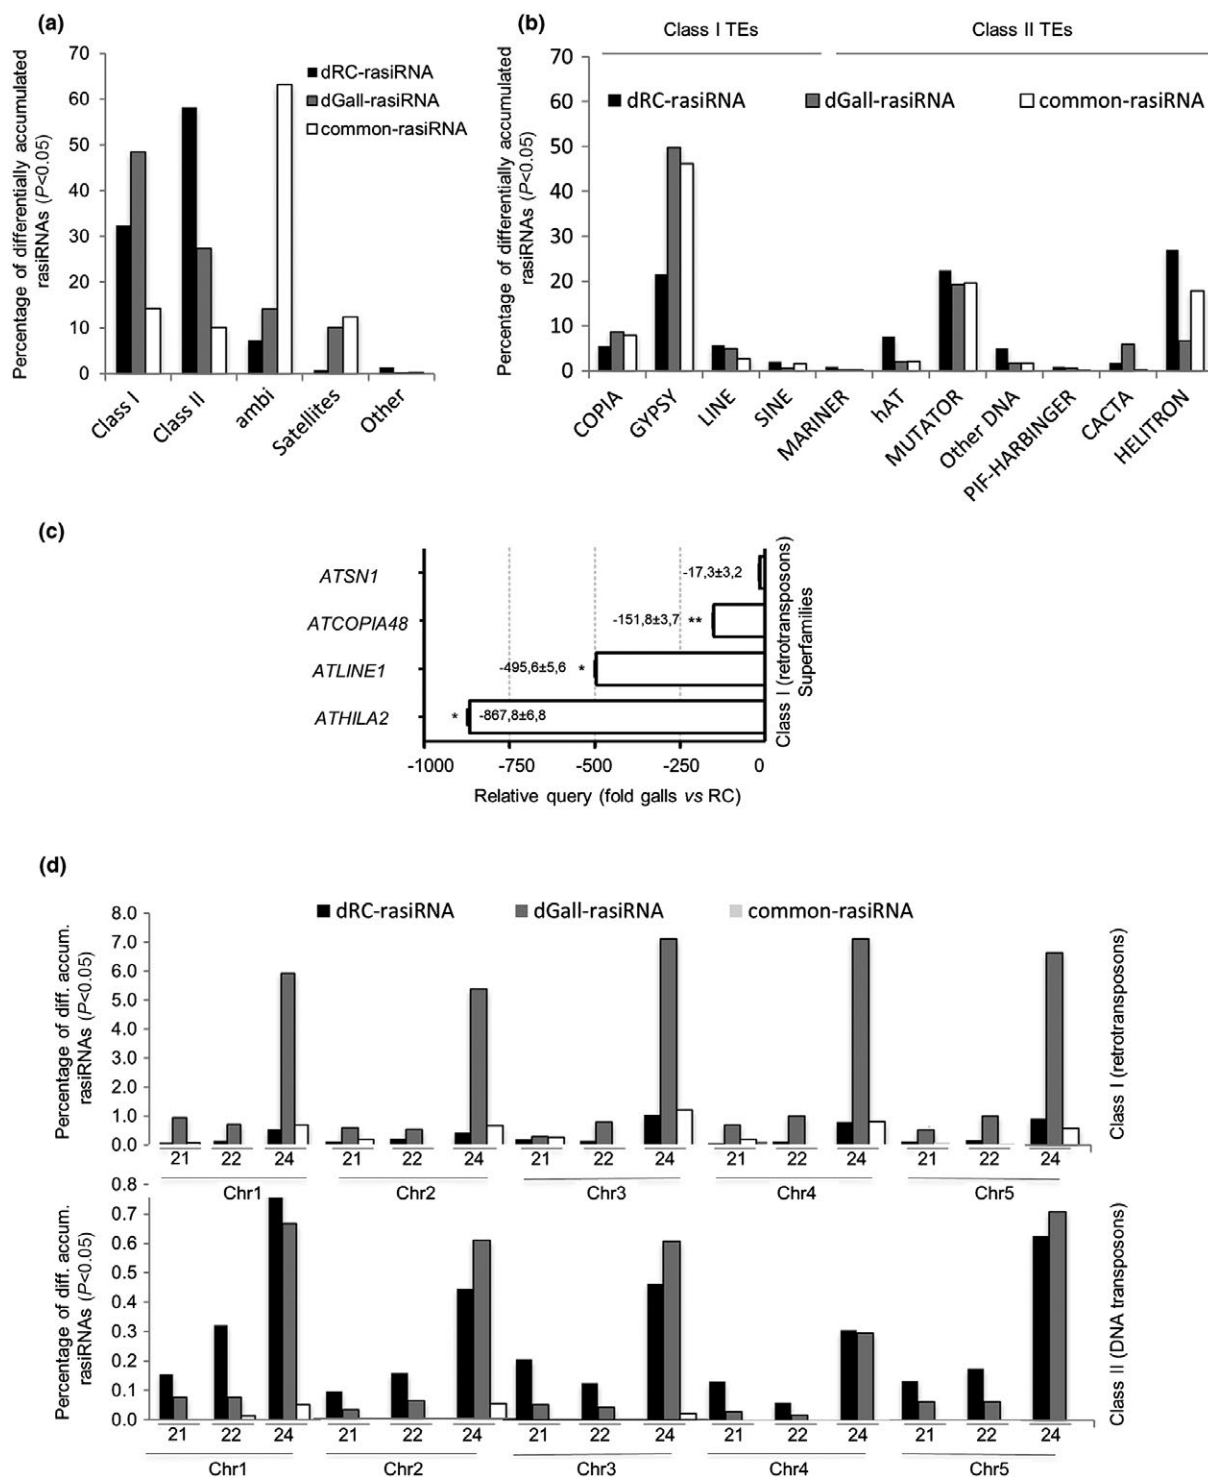 (a)
Percentage of differentially accumulated
rasiRNAs (P<0.05)
70
60
50
40
30
20
10
0
dRC-rasiRNA
dGall-rasiRNA
common-rasiRNA
Class I
Class II
ambi
Satellites
Other
(b)
Class I TEs
Class II TEs
Percentage of differentially accumulated
rasiRNAs (P<0.05)
70
60
50
40
30
20
10
0
dRC-rasiRNA
dGall-rasiRNA
common-rasiRNA
COPIA
GYPSY
LINE
SINE
MARINER
hAT
MUTATOR
Other DNA
PIF-HARBINGER
CACTA
HELITRON
(c)
ATSN1
-17,3±3,2
ATCOPIA48
-151,8±3,7 **
ATLINE1
-495,6±5,6 *
ATHILA2
* -867,8±6,8
-1000
-750
-500
-250
0
Relative query (fold galls vs RC)
Class I (retrotransposons)
Superfamilies
(d)
dRC-rasiRNA
dGall-rasiRNA
common-rasiRNA
Percentage of diff. accum.
rasiRNAs (P<0.05)
8.0
7.0
6.0
5.0
4.0
3.0
2.0
1.0
0.0
21 22 24 21 22 24 21 22 24 21 22 24 21 22 24
Chr1 Chr2 Chr3 Chr4 Chr5
Class I (retrotransposons)
Percentage of diff. accum.
rasiRNAs (P<0.05)
0.8
0.7
0.6
0.5
0.4
0.3
0.2
0.1
0.0
21 22 24 21 22 24 21 22 24 21 22 24 21 22 24
Chr1 Chr2 Chr3 Chr4 Chr5
Class II (DNA transposons)